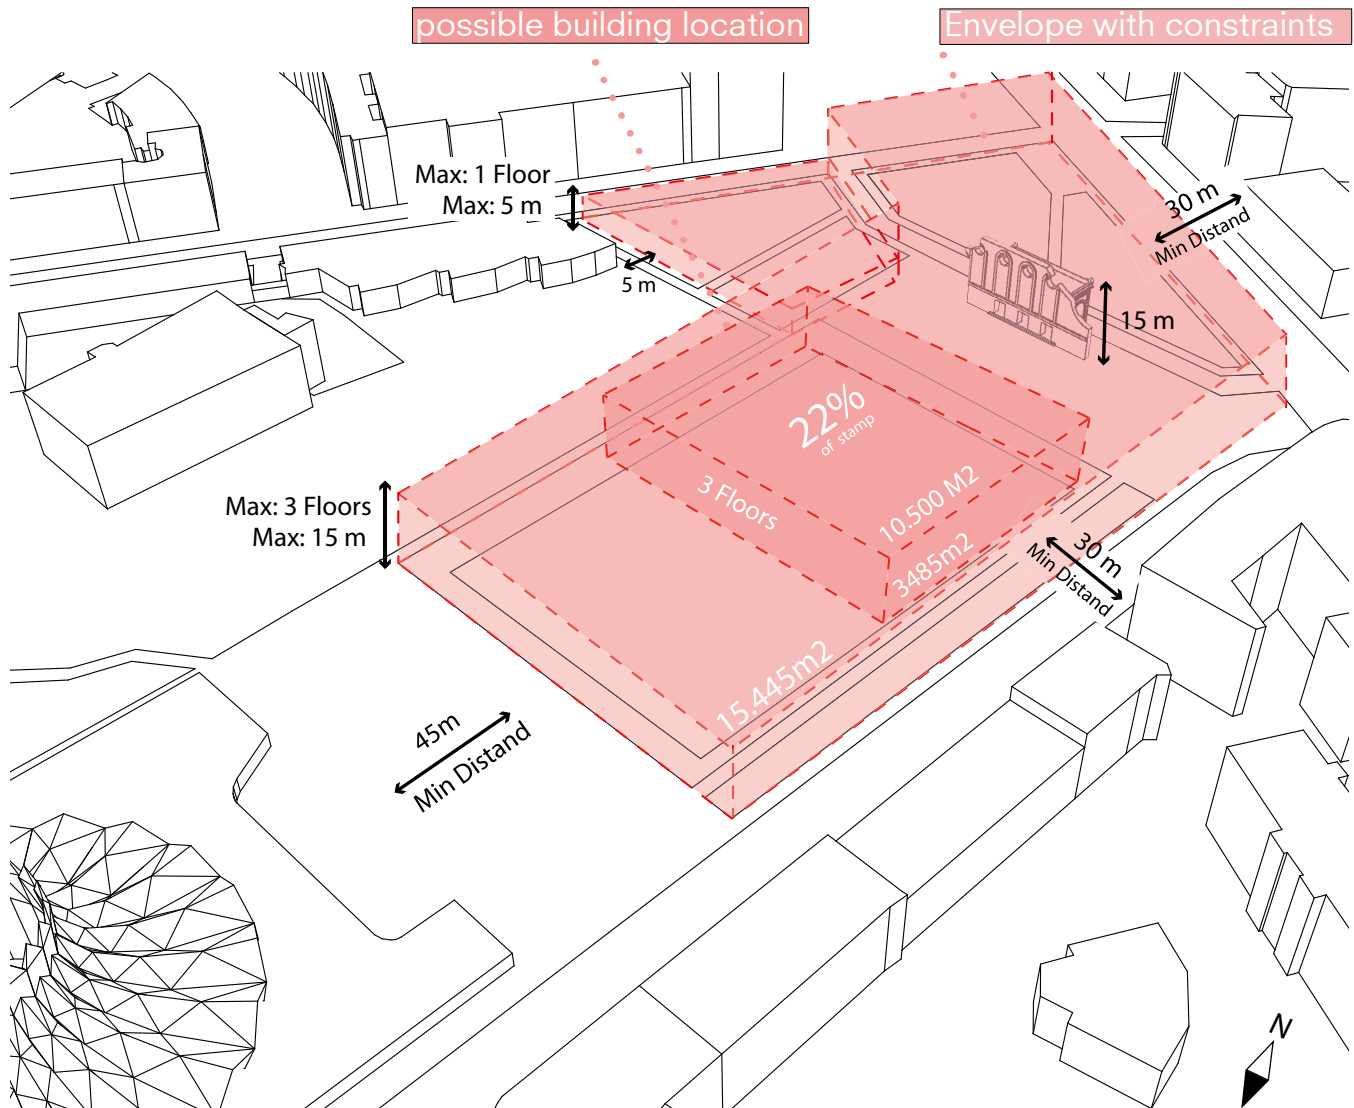 possible building location
Envelope with constraints
Max: 1 Floor
Max: 5 m
30 m
Min Distand
5 m
15 m
22%
of stamp
3 Floors
10.500 M2
3485m2
Max: 3 Floors
Max: 15 m
30 m
Min Distand
15.445m2
45m
Min Distand
N